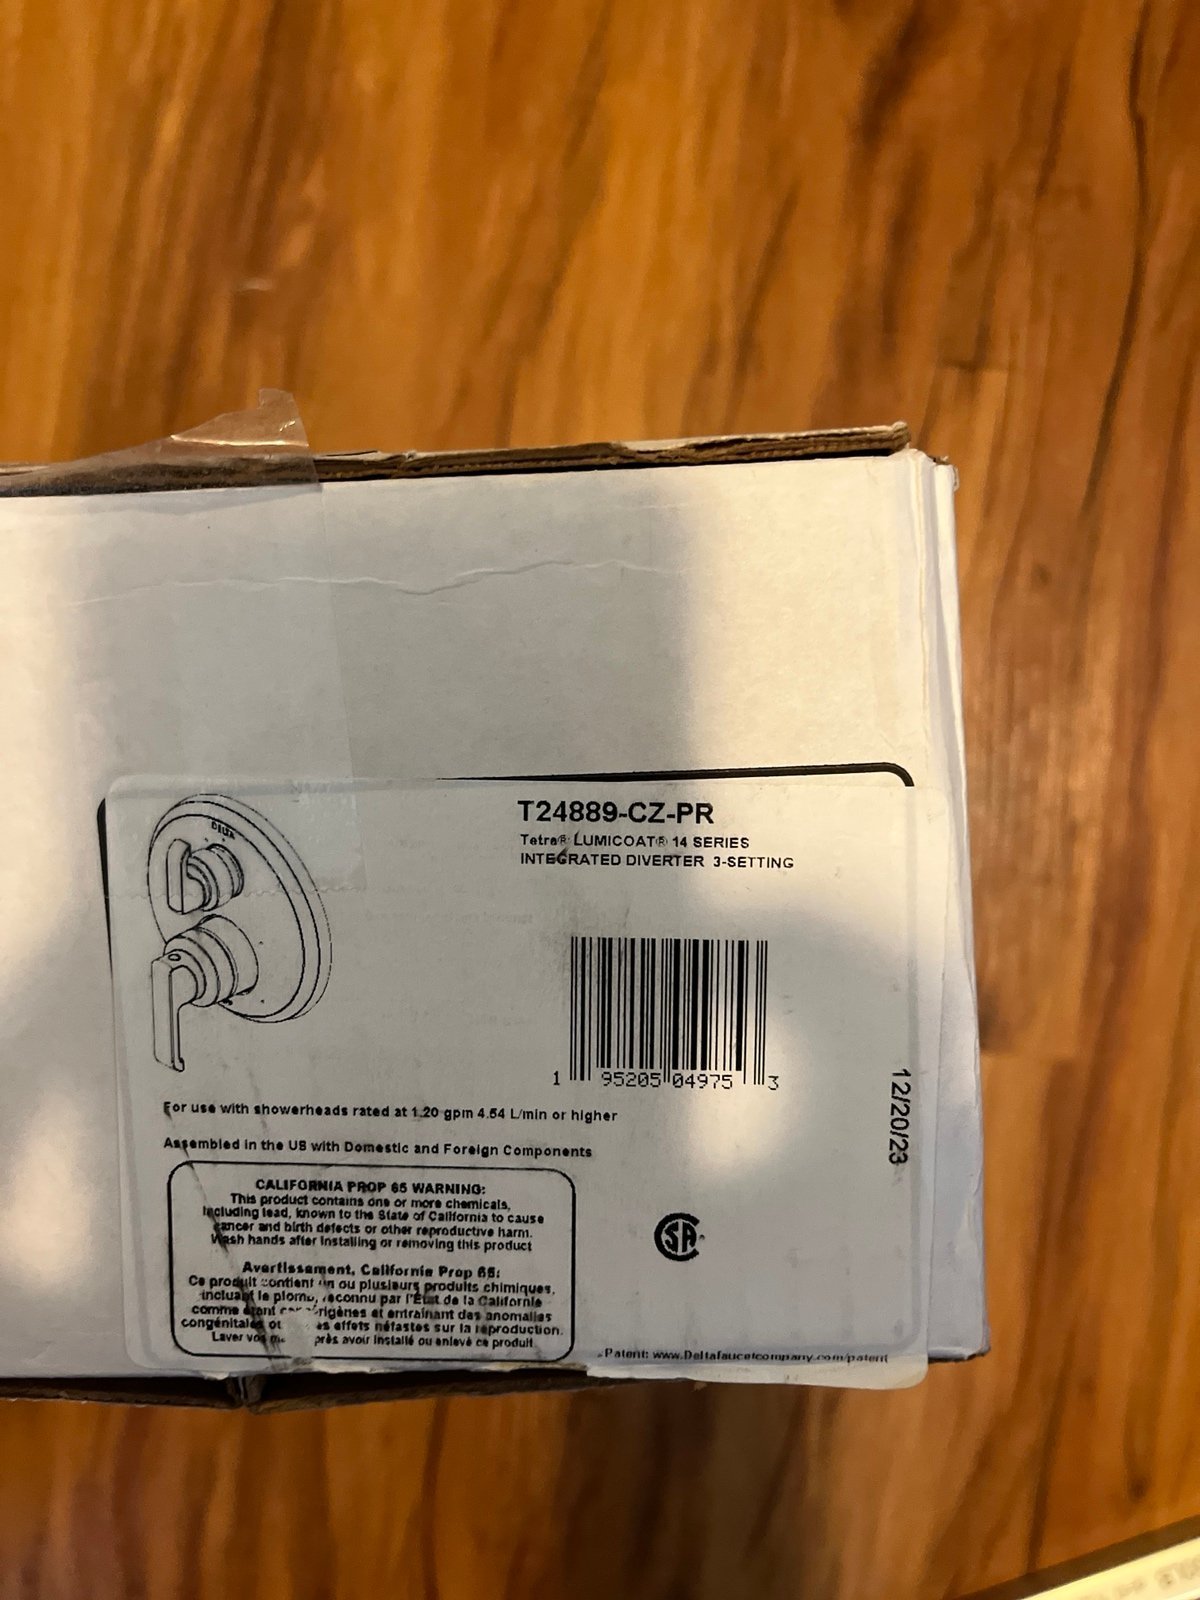 DELTA
T24889-CZ-PR
Tetra® LUMICOAT® 14 SERIES
INTEGRATED DIVERTER 3-SETTING
1 95205 04975 3
12/20/23
For use with showerheads rated at 1.20 gpm 4.54 L/min or higher
Assembled in the US with Domestic and Foreign Components
CALIFORNIA PROP 65 WARNING:
This product contains one or more chemicals,
including lead, known to the State of California to cause
cancer and birth defects or other reproductive harm.
Wash hands after installing or removing this product
Avertissement, California Prop 65:
Ce produit contient un ou plusieurs produits chimiques,
incluant le plomb, reconnu par l'État de la Californie
comme étant et entraînant des anomalies
congénitales effets néfastes sur la reproduction.
Laver après avoir installé ou enlevé ce produit
SA
Patent: www.Deltafaucetcompany.com/patent